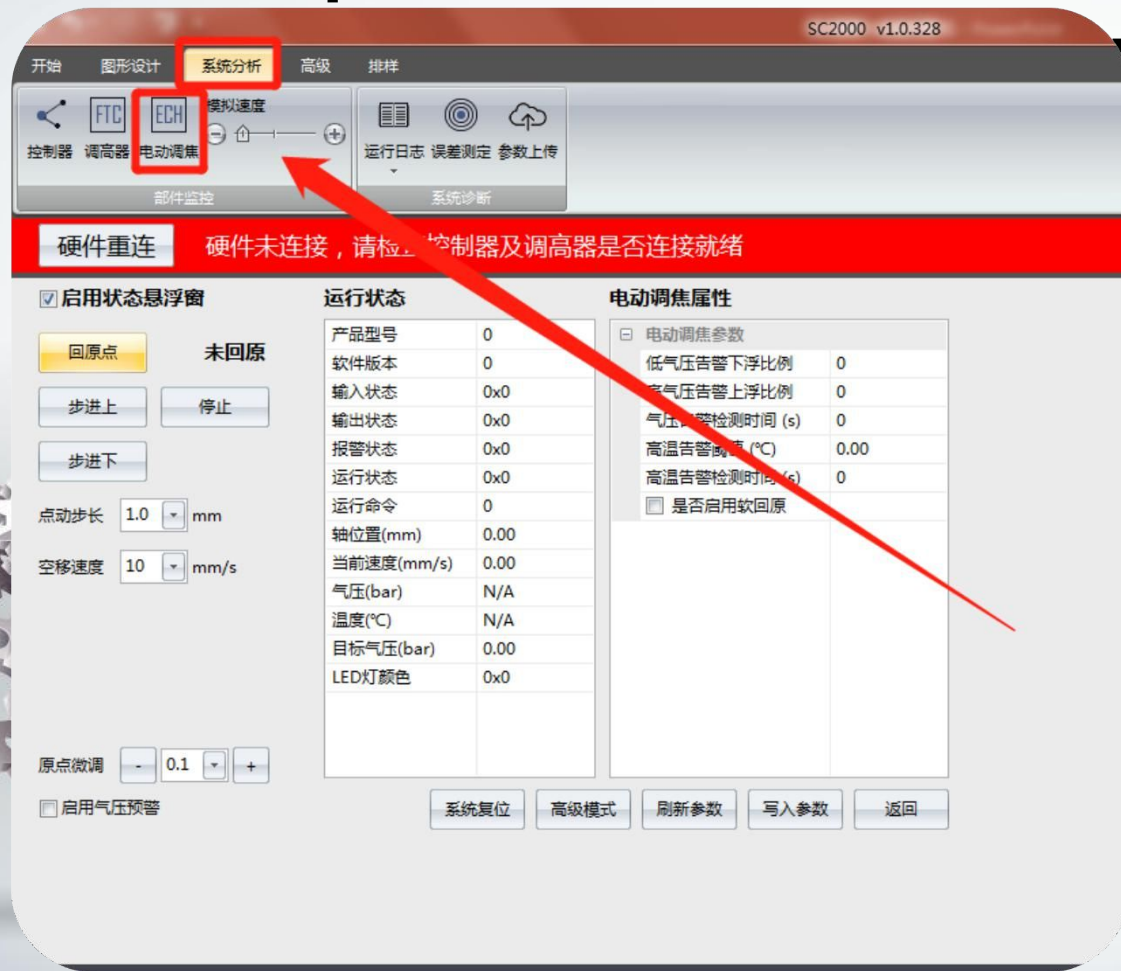 SC2000 v1.0.328
开始 图形设计 系统分析 高级 排样
模拟速度
FTC ECH
控制器 调高器 电动调焦 运行日志 误差测定 参数上传
部件监控 系统诊断
硬件重连 硬件未连接，请检 控制器及调高器是否连接就绪
启用状态悬浮窗 运行状态 电动调焦属性
产品型号 0 电动调焦参数
回原点 未回原 软件版本 0 低气压告警下浮比例 0
输入状态 0x0 气压告警上浮比例 0
步进上 停止 输出状态 0x0 气压 警检测时间 (s) 0
报警状态 0x0 高温告警 (℃) 0.00
步进下 运行状态 0x0 高温告警检测时间 (s) 0
运行命令 0 是否启用软回原
点动步长 1.0 mm
轴位置(mm) 0.00
空移速度 10 mm/s 当前速度(mm/s) 0.00
气压(bar) N/A
温度(℃) N/A
目标气压(bar) 0.00
LED灯颜色 0x0
原点微调 - 0.1 +
启用气压预警 系统复位 高级模式 刷新参数 写入参数 返回